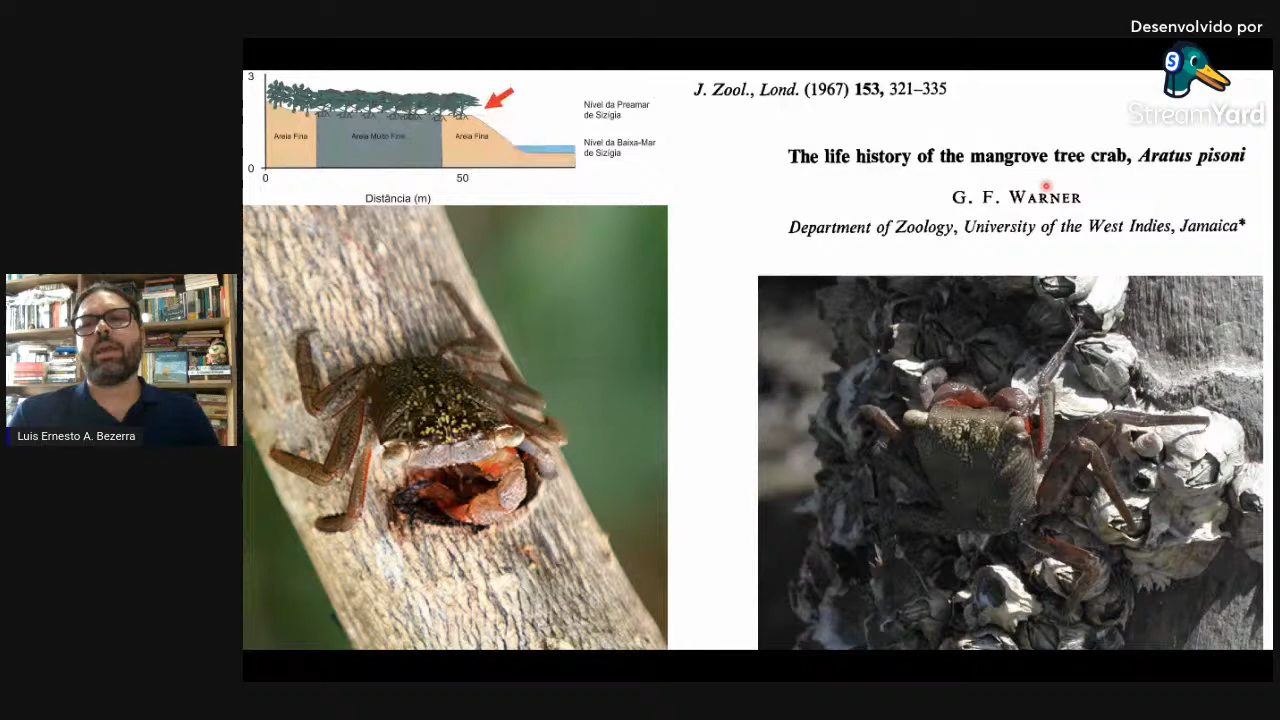 Desenvolvido por
S
StreamYard
3
Nível da Preamar
de Sizígia
Areia Fina
Areia Muito Fina
Areia Fina
Nível da Baixa-Mar
de Sizígia
0
0
50
Distância (m)
J. Zool., Lond. (1967) 153, 321–335
The life history of the mangrove tree crab, Aratus pisoni
G. F. WARNER
Department of Zoology, University of the West Indies, Jamaica*
Luis Ernesto A. Bezerra